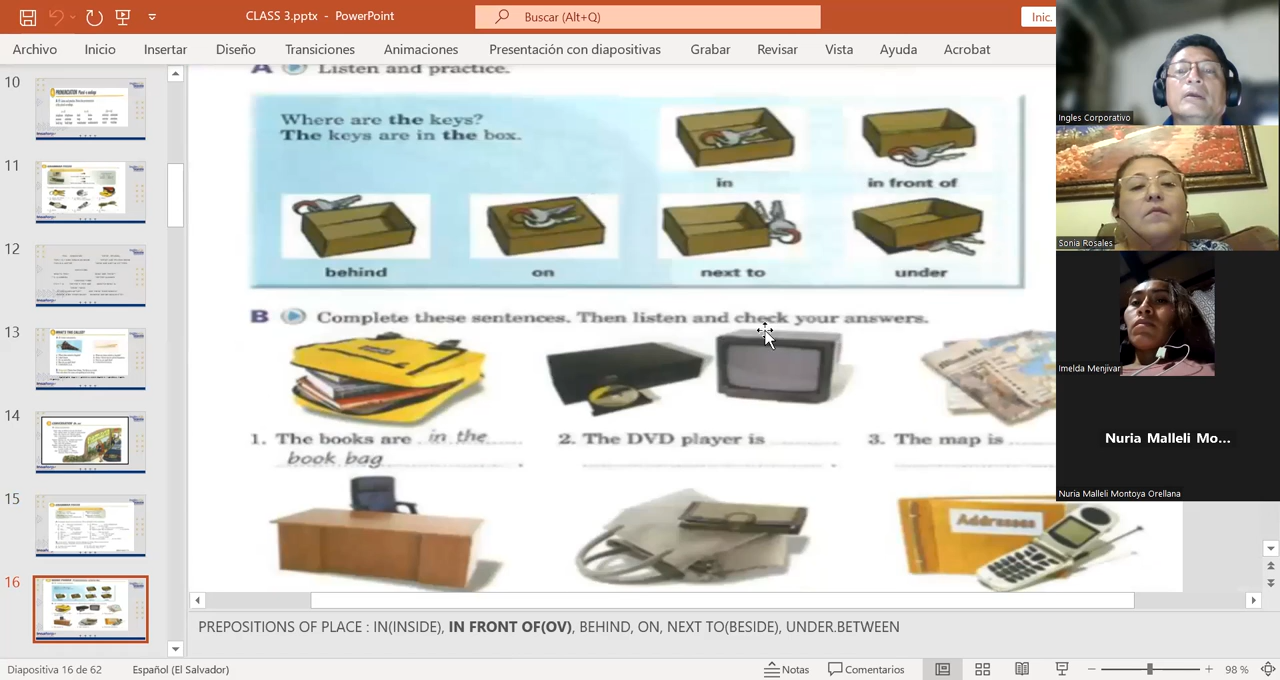 CLASS 3.pptx - PowerPoint
Buscar (Alt+Q)
Inic.
Archivo Inicio Insertar Diseño Transiciones Animaciones Presentación con diapositivas Grabar Revisar Vista Ayuda Acrobat
10
11
12
13
14
15
16
A Listen and practice.
Where are the keys?
The keys are in the box.
in in front of
behind on next to under
B Complete these sentences. Then listen and check your answers.
1. The books are in the
book bag.
2. The DVD player is
3. The map is
Addresses
Ingles Corporativo
Sonia Rosales
Imelda Menjivar
Nuria Malleli Mo...
Nuria Malleli Montoya Orellana
PREPOSITIONS OF PLACE : IN(INSIDE), IN FRONT OF(OV), BEHIND, ON, NEXT TO(BESIDE), UNDER.BETWEEN
Diapositiva 16 de 62 Español (El Salvador) Notas Comentarios 98 %